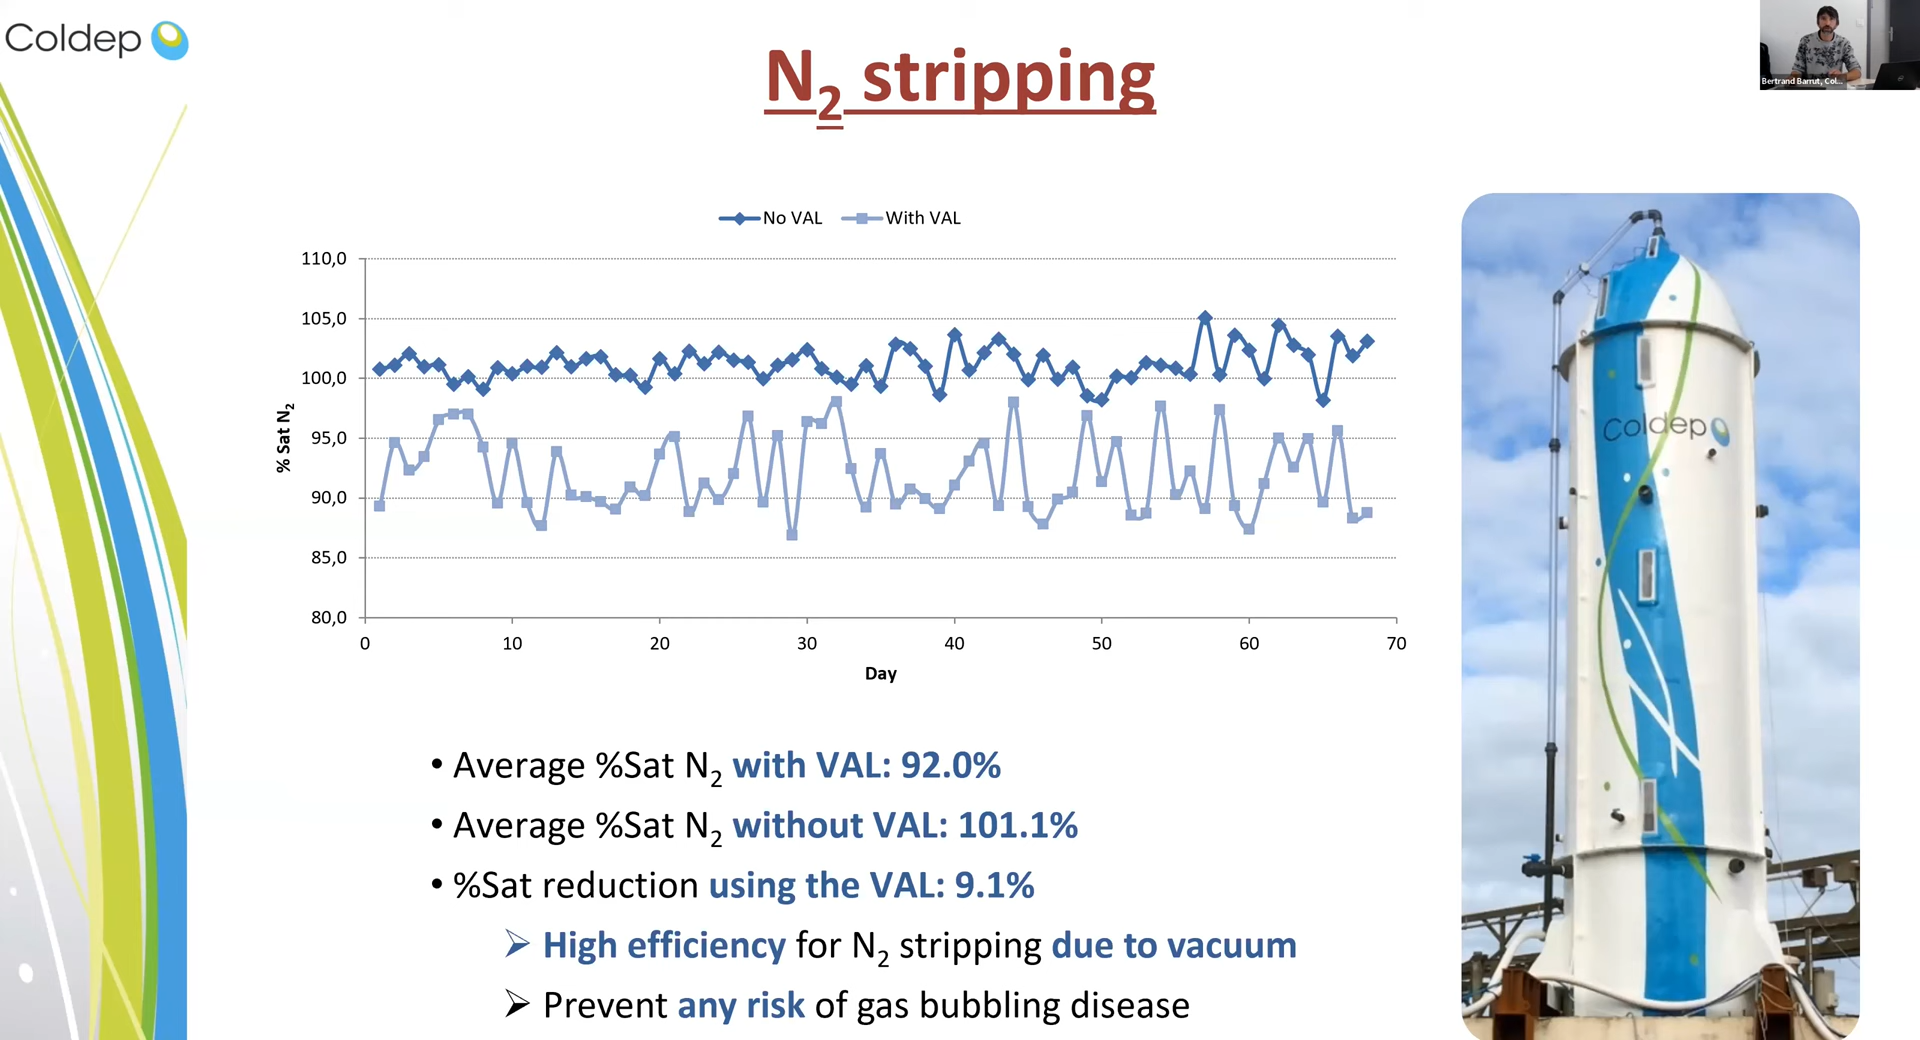 Coldep
N2 stripping
Bertrand Barrut, Col...
No VAL
With VAL
110,0
105,0
100,0
95,0
90,0
85,0
80,0
% Sat N2
0 10 20 30 40 50 60 70
Day
Coldep
• Average %Sat N2 with VAL: 92.0%
• Average %Sat N2 without VAL: 101.1%
• %Sat reduction using the VAL: 9.1%
➢ High efficiency for N2 stripping due to vacuum
➢ Prevent any risk of gas bubbling disease